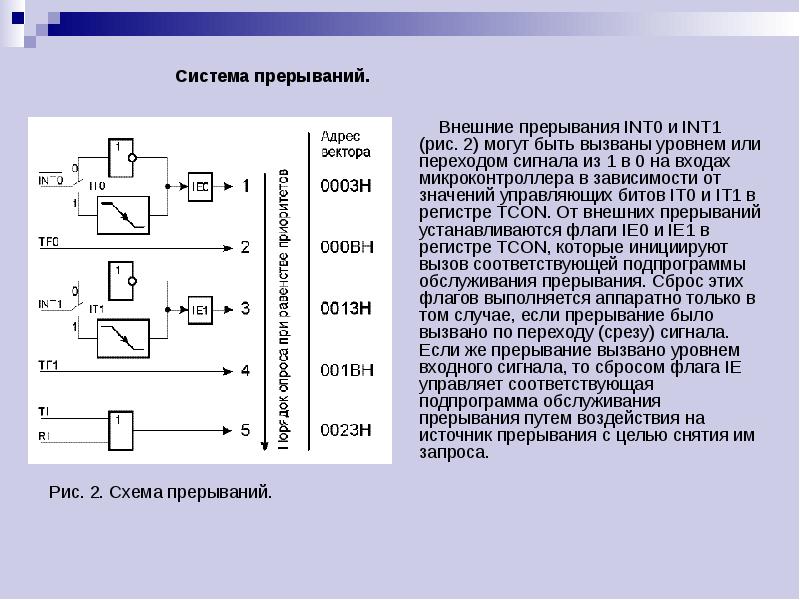 Система прерываний.
Адрес
вектора
0
1
INT0
IT0
1
IE0
1
0003H
TF0
2
000BH
0
1
INT1
IT1
1
IE1
3
0013H
TF1
4
001BH
TI
RI
1
5
0023H
Порядок опроса при равенстве приоритетов
Рис. 2. Схема прерываний.
Внешние прерывания INT0 и INT1
(рис. 2) могут быть вызваны уровнем или
переходом сигнала из 1 в 0 на входах
микроконтроллера в зависимости от
значений управляющих битов IT0 и IT1 в
регистре TCON. От внешних прерываний
устанавливаются флаги IE0 и IE1 в
регистре TCON, которые инициируют
вызов соответствующей подпрограммы
обслуживания прерывания. Сброс этих
флагов выполняется аппаратно только в
том случае, если прерывание было
вызвано по переходу (срезу) сигнала.
Если же прерывание вызвано уровнем
входного сигнала, то сбросом флага IE
управляет соответствующая
подпрограмма обслуживания
прерывания путем воздействия на
источник прерывания с целью снятия им
запроса.